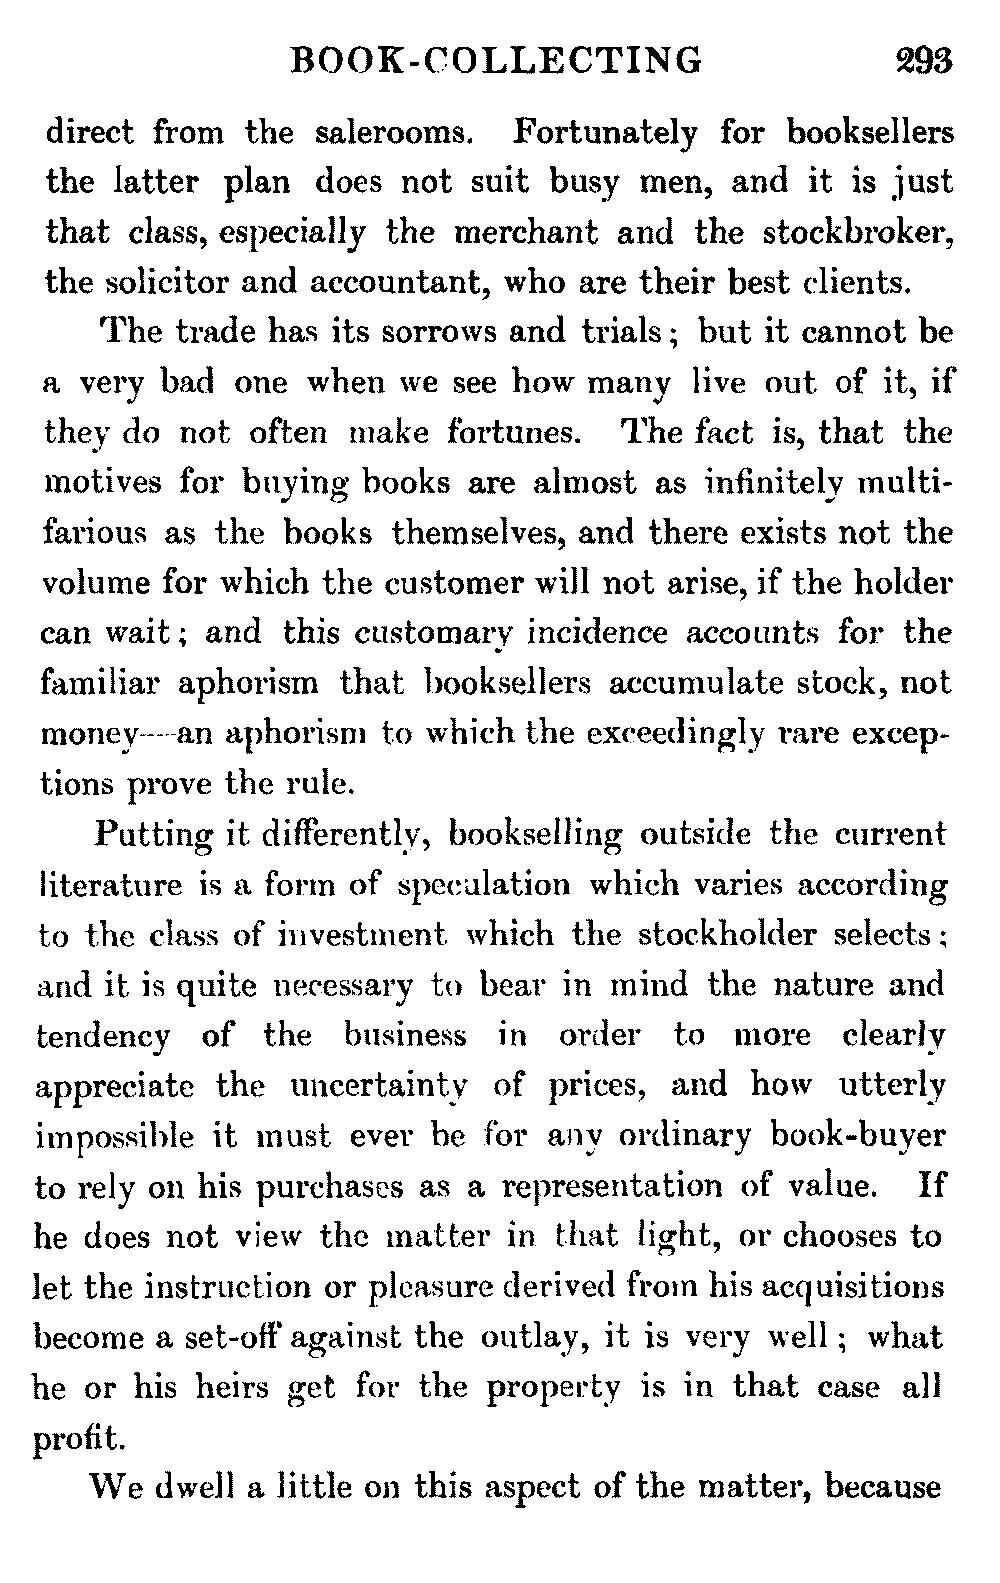 BOOK-COLLECTING 293
direct from the salerooms. Fortunately for booksellers
the latter plan does not suit busy men, and it is just
that class, especially the merchant and the stockbroker,
the solicitor and accountant, who are their best clients.
The trade has its sorrows and trials; but it cannot be
a very bad one when we see how many live out of it, if
they do not often make fortunes. The fact is, that the
motives for buying books are almost as infinitely multi-
farious as the books themselves, and there exists not the
volume for which the customer will not arise, if the holder
can wait; and this customary incidence accounts for the
familiar aphorism that booksellers accumulate stock, not
money—an aphorism to which the exceedingly rare excep-
tions prove the rule.
Putting it differently, bookselling outside the current
literature is a form of speculation which varies according
to the class of investment which the stockholder selects;
and it is quite necessary to bear in mind the nature and
tendency of the business in order to more clearly
appreciate the uncertainty of prices, and how utterly
impossible it must ever be for any ordinary book-buyer
to rely on his purchases as a representation of value. If
he does not view the matter in that light, or chooses to
let the instruction or pleasure derived from his acquisitions
become a set-off against the outlay, it is very well; what
he or his heirs get for the property is in that case all
profit.
We dwell a little on this aspect of the matter, because